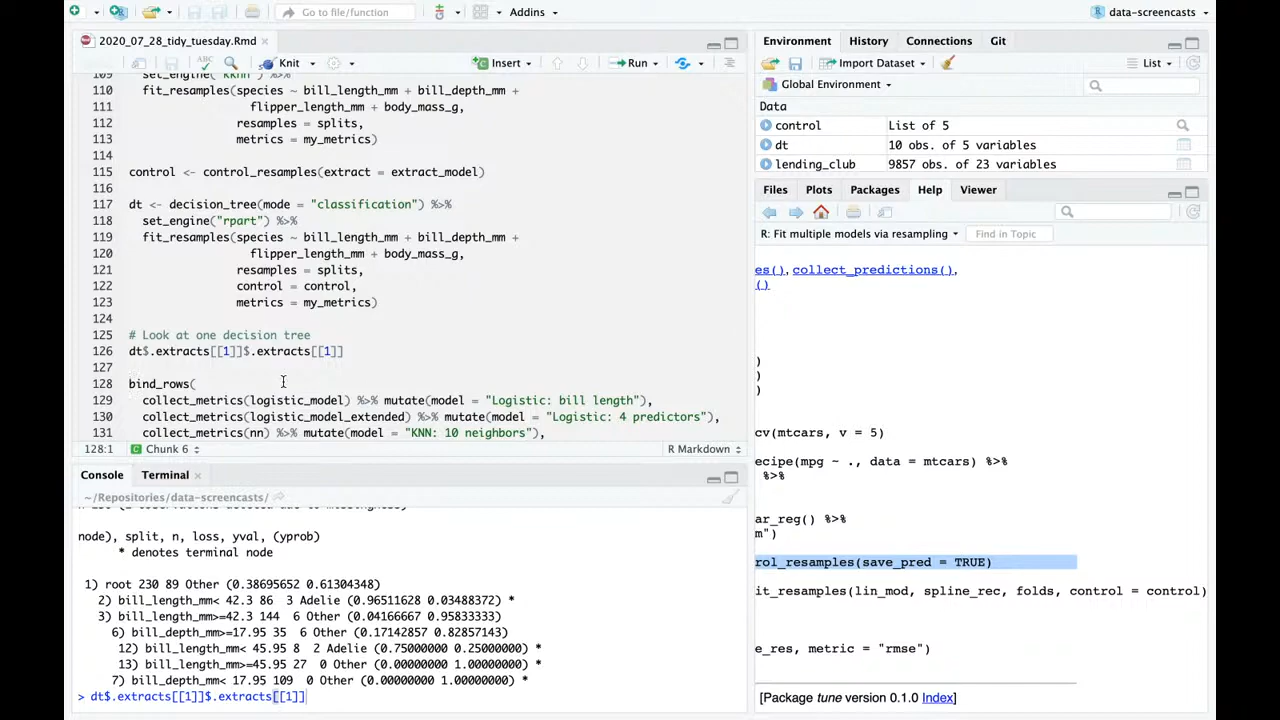 Go to file/function
Addins
data-screencasts
2020_07_28_tidy_tuesday.Rmd
ABC
Knit
Insert
Run
109 set_engine("kknn") %>%
110 fit_resamples(species ~ bill_length_mm + bill_depth_mm +
111 flipper_length_mm + body_mass_g,
112 resamples = splits,
113 metrics = my_metrics)
114
115 control <- control_resamples(extract = extract_model)
116
117 dt <- decision_tree(mode = "classification") %>%
118 set_engine("rpart") %>%
119 fit_resamples(species ~ bill_length_mm + bill_depth_mm +
120 flipper_length_mm + body_mass_g,
121 resamples = splits,
122 control = control,
123 metrics = my_metrics)
124
125 # Look at one decision tree
126 dt$.extracts[[1]]$.extracts[[1]]
127
128 bind_rows(
129 collect_metrics(logistic_model) %>% mutate(model = "Logistic: bill length"),
130 collect_metrics(logistic_model_extended) %>% mutate(model = "Logistic: 4 predictors"),
131 collect_metrics(nn) %>% mutate(model = "KNN: 10 neighbors"),
128:1 Chunk 6 R Markdown
Console Terminal
~/Repositories/data-screencasts/
node), split, n, loss, yval, (yprob)
* denotes terminal node
1) root 230 89 Other (0.38695652 0.61304348)
2) bill_length_mm< 42.3 86 3 Adelie (0.96511628 0.03488372) *
3) bill_length_mm>=42.3 144 6 Other (0.04166667 0.95833333)
6) bill_depth_mm>=17.95 35 6 Other (0.17142857 0.82857143)
12) bill_length_mm< 45.95 8 2 Adelie (0.75000000 0.25000000) *
13) bill_length_mm>=45.95 27 0 Other (0.00000000 1.00000000) *
7) bill_depth_mm< 17.95 109 0 Other (0.00000000 1.00000000) *
> dt$.extracts[[1]]$.extracts[[1]]
Environment History Connections Git
Import Dataset List
Global Environment
Data
control List of 5
dt 10 obs. of 5 variables
lending_club 9857 obs. of 23 variables
Files Plots Packages Help Viewer
R: Fit multiple models via resampling Find in Topic
es(), collect_predictions(),
()
)
)
)
cv(mtcars, v = 5)
ecipe(mpg ~ ., data = mtcars) %>%
%>%
ar_reg() %>%
m")
rol_resamples(save_pred = TRUE)
it_resamples(lin_mod, spline_rec, folds, control = control)
e_res, metric = "rmse")
[Package tune version 0.1.0 Index]